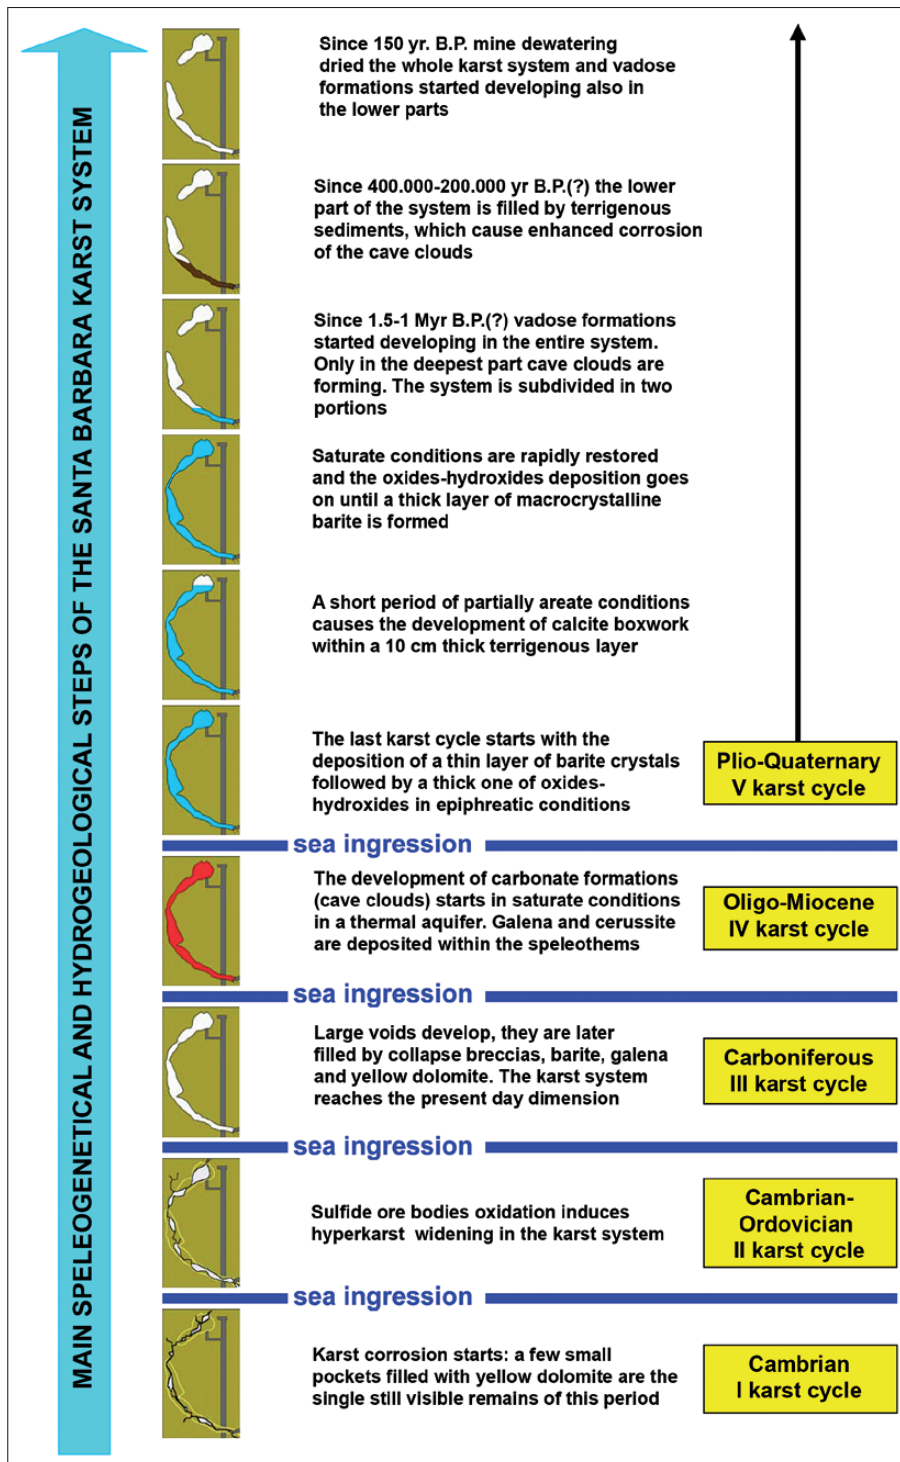 MAIN SPELEOGENETICAL AND HYDROGEOLOGICAL STEPS OF THE SANTA BARBARA KARST SYSTEM
Since 150 yr. B.P. mine dewatering
dried the whole karst system and vadose
formations started developing also in
the lower parts
Since 400.000-200.000 yr B.P.(?) the lower
part of the system is filled by terrigenous
sediments, which cause enhanced corrosion
of the cave clouds
Since 1.5-1 Myr B.P.(?) vadose formations
started developing in the entire system.
Only in the deepest part cave clouds are
forming. The system is subdivided in two
portions
Saturate conditions are rapidly restored
and the oxides-hydroxides deposition goes
on until a thick layer of macrocrystalline
barite is formed
A short period of partially areate conditions
causes the development of calcite boxwork
within a 10 cm thick terrigenous layer
The last karst cycle starts with the
deposition of a thin layer of barite crystals
followed by a thick one of oxides-
hydroxides in epiphreatic conditions
Plio-Quaternary
V karst cycle
sea ingression
The development of carbonate formations
(cave clouds) starts in saturate conditions
in a thermal aquifer. Galena and cerussite
are deposited within the speleothems
Oligo-Miocene
IV karst cycle
sea ingression
Large voids develop, they are later
filled by collapse breccias, barite, galena
and yellow dolomite. The karst system
reaches the present day dimension
Carboniferous
III karst cycle
sea ingression
Sulfide ore bodies oxidation induces
hyperkarst widening in the karst system
Cambrian-
Ordovician
II karst cycle
sea ingression
Karst corrosion starts: a few small
pockets filled with yellow dolomite are the
single still visible remains of this period
Cambrian
I karst cycle